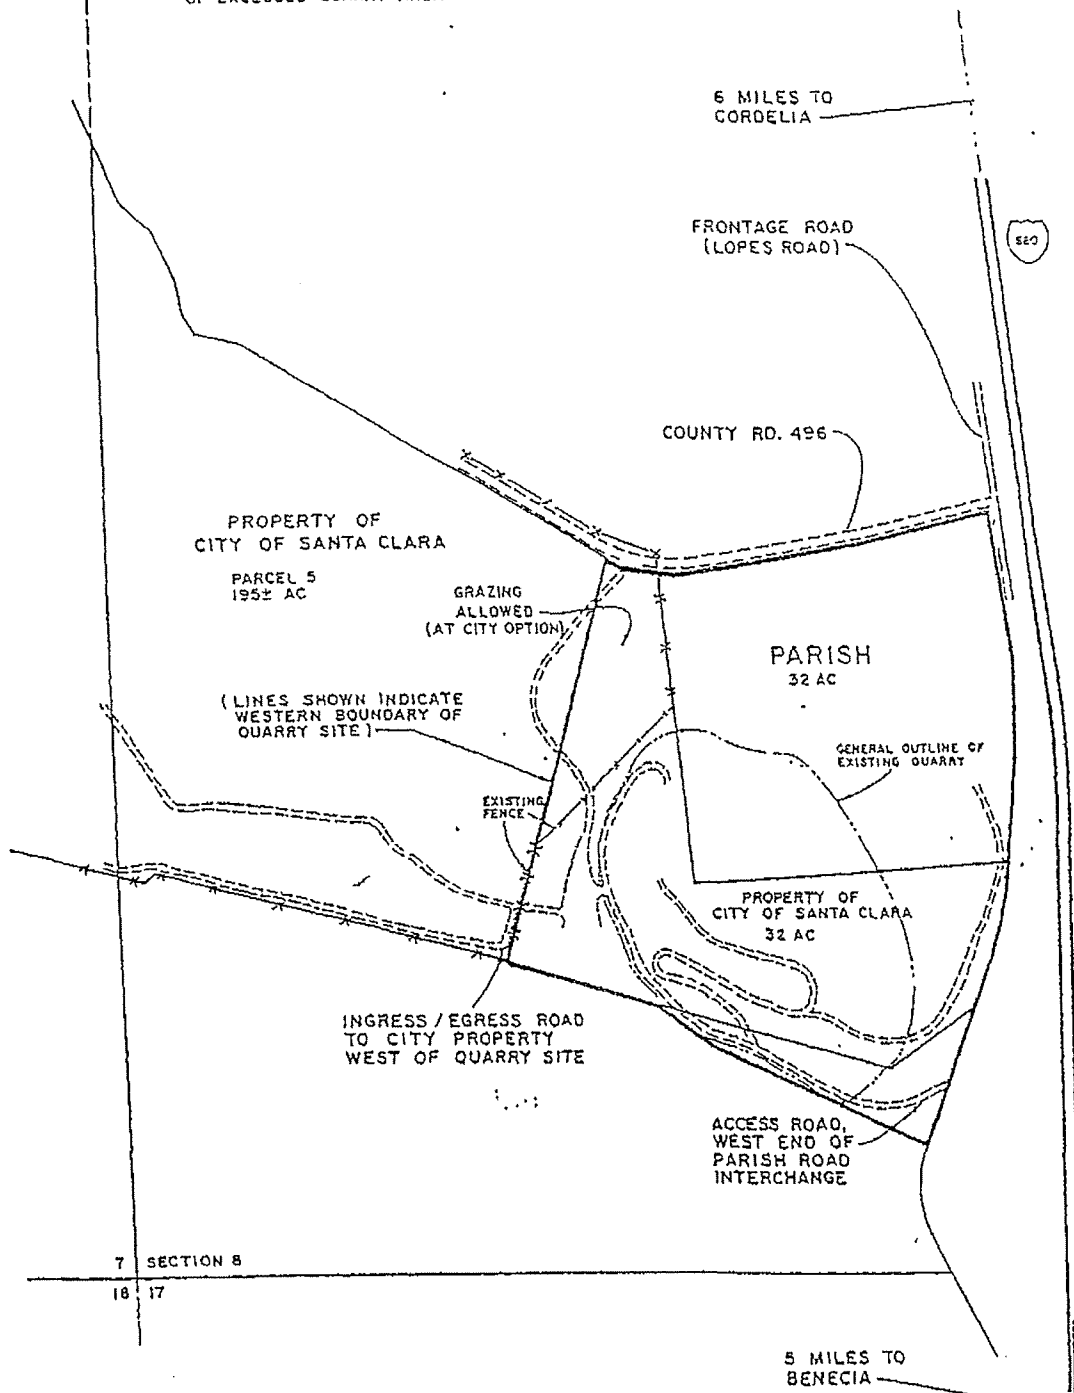 6 MILES TO
CORDELIA
FRONTAGE ROAD
(LOPES ROAD)
COUNTY RD. 496
PROPERTY OF
CITY OF SANTA CLARA
PARCEL 5
195± AC
GRAZING
ALLOWED
(AT CITY OPTION)
PARISH
32 AC
(LINES SHOWN INDICATE
WESTERN BOUNDARY OF
QUARRY SITE)
GENERAL OUTLINE OF
EXISTING QUARRY
EXISTING
FENCE
PROPERTY OF
CITY OF SANTA CLARA
32 AC
INGRESS/EGRESS ROAD
TO CITY PROPERTY
WEST OF QUARRY SITE
ACCESS ROAD,
WEST END OF
PARISH ROAD
INTERCHANGE
7 SECTION 8
18 17
5 MILES TO
BENECIA